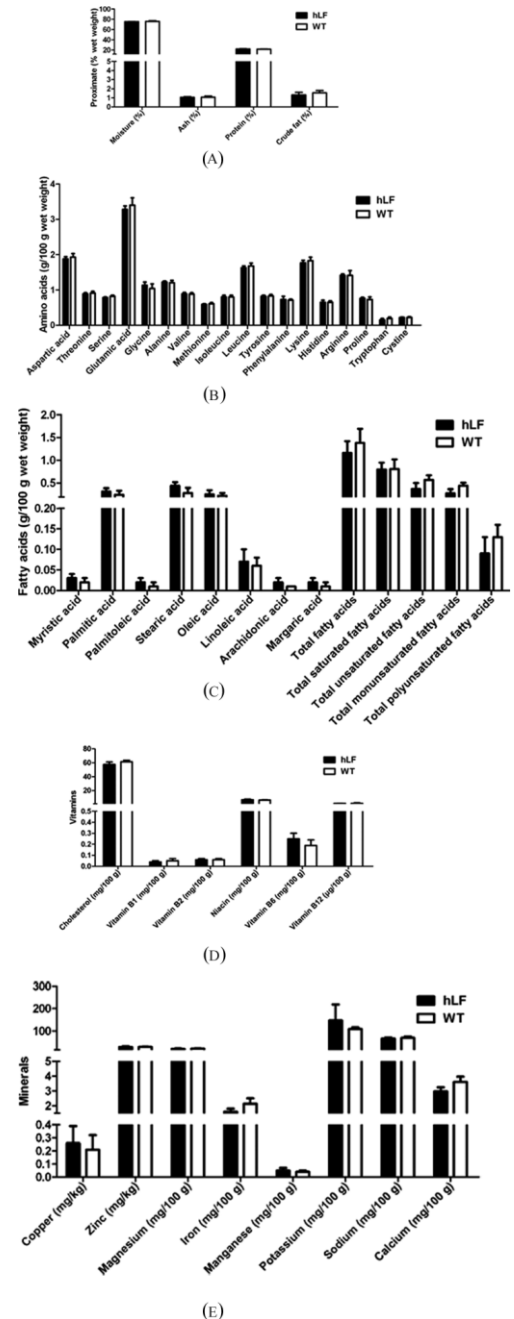 Proximate (% wet weight)
100
80
60
40
20
5
4
3
2
1
0
hLF
WT
Moisture (%)
Ash (%)
Protein (%)
Crude fat (%)
(A)
Amino acids (g/100 g wet weight)
4
3
2
1
0
hLF
WT
Aspartic acid
Threonine
Serine
Glutamic acid
Glycine
Alanine
Valine
Methionine
Isoleucine
Leucine
Tyrosine
Phenylalanine
Lysine
Histidine
Arginine
Proline
Tryptophan
Cystine
(B)
Fatty acids (g/100 g wet weight)
2.0
1.5
1.0
0.5
0.20
0.15
0.10
0.05
0.00
hLF
WT
Myristic acid
Palmitic acid
Palmitoleic acid
Stearic acid
Oleic acid
Linoleic acid
Arachidonic acid
Margaric acid
Total fatty acids
Total saturated fatty acids
Total unsaturated fatty acids
Total monunsaturated fatty acids
Total polyunsaturated fatty acids
(C)
Vitamins
80
60
40
20
0.5
0.4
0.3
0.2
0.1
0.0
hLF
WT
Cholesterol (mg/100 g)
Vitamin B1 (mg/100 g)
Vitamin B2 (mg/100 g)
Niacin (mg/100 g)
Vitamin B6 (mg/100 g)
Vitamin B12 (μg/100 g)
(D)
Minerals
300
200
100
5
4
3
2
0.4
0.3
0.2
0.1
0.0
hLF
WT
Copper (mg/kg)
Zinc (mg/kg)
Magnesium (mg/100 g)
Iron (mg/100 g)
Manganese (mg/100 g)
Potassium (mg/100 g)
Sodium (mg/100 g)
Calcium (mg/100 g)
(E)